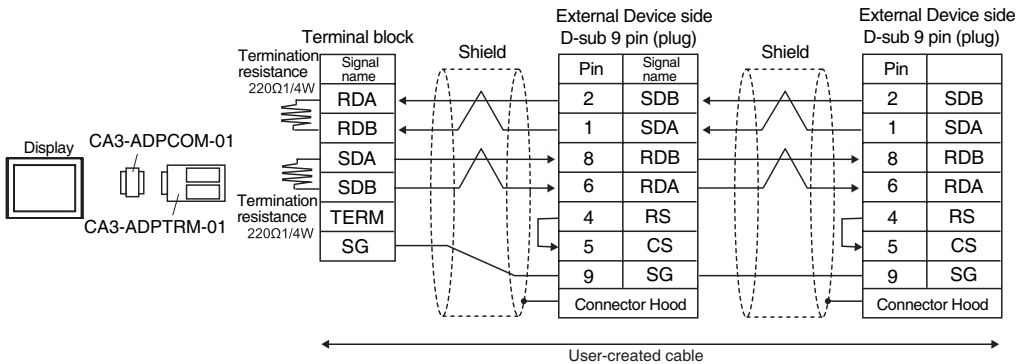 External Device side
D-sub 9 pin (plug)
External Device side
D-sub 9 pin (plug)
Terminal block
Shield
Shield
Termination
resistance
220Ω1/4W
Signal
name
Pin
Signal
name
Pin
RDA
2
SDB
2
SDB
RDB
1
SDA
1
SDA
Display
CA3-ADPCOM-01
SDA
8
RDB
8
RDB
SDB
6
RDA
6
RDA
CA3-ADPTRM-01
Termination
resistance
220Ω1/4W
TERM
4
RS
4
RS
SG
5
CS
5
CS
9
SG
9
SG
Connector Hood
Connector Hood
User-created cable